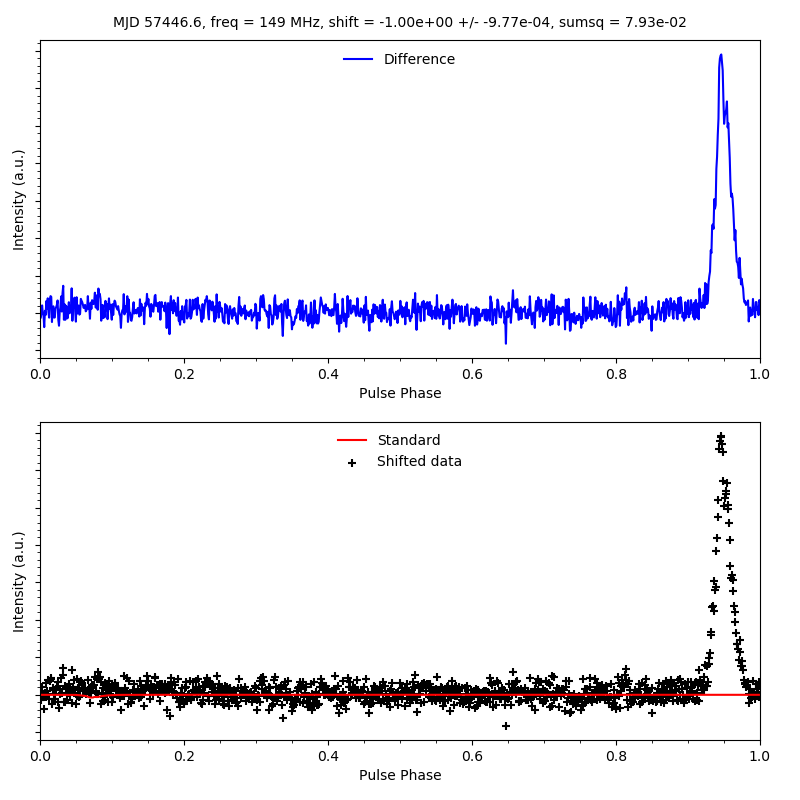 MJD 57446.6, freq = 149 MHz, shift = -1.00e+00 +/- -9.77e-04, sumsq = 7.93e-02
Difference
Intensity (a.u.)
0.0 0.2 0.4 0.6 0.8 1.0
Pulse Phase
Standard
Shifted data
Intensity (a.u.)
0.0 0.2 0.4 0.6 0.8 1.0
Pulse Phase